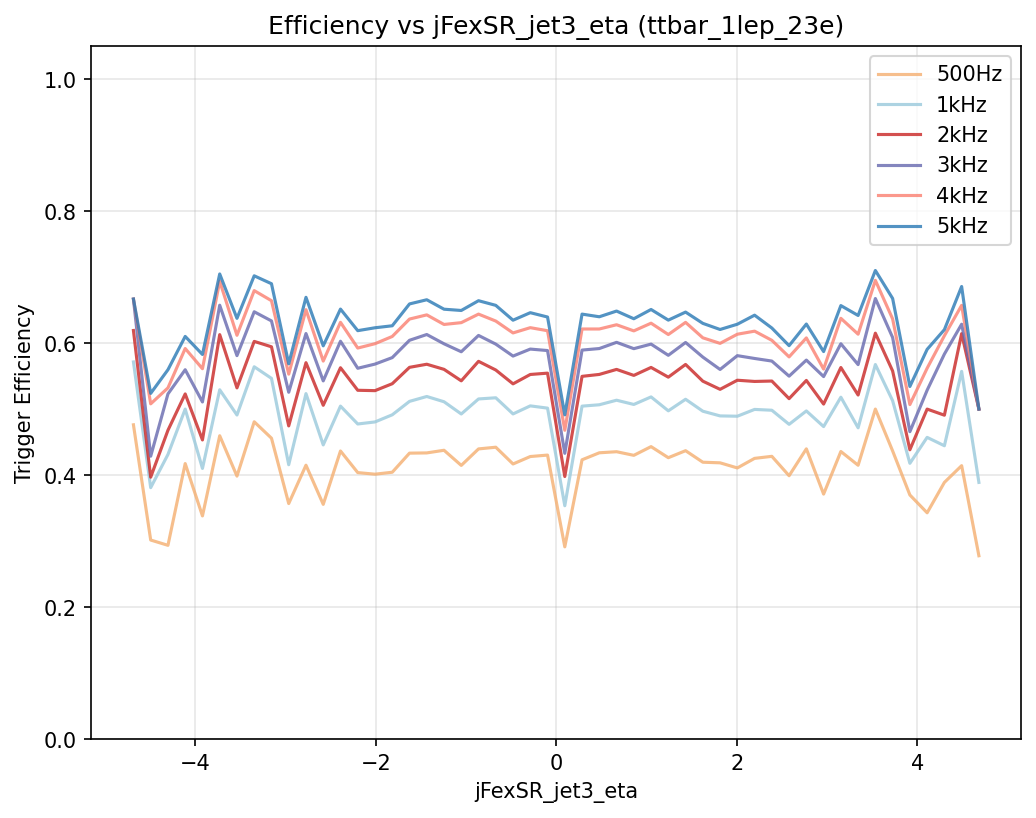 Efficiency vs jFexSR_jet3_eta (ttbar_1lep_23e)
500Hz
1kHz
2kHz
3kHz
4kHz
5kHz
Trigger Efficiency
1.0
0.8
0.6
0.4
0.2
0.0
−4
−2
0
2
4
jFexSR_jet3_eta